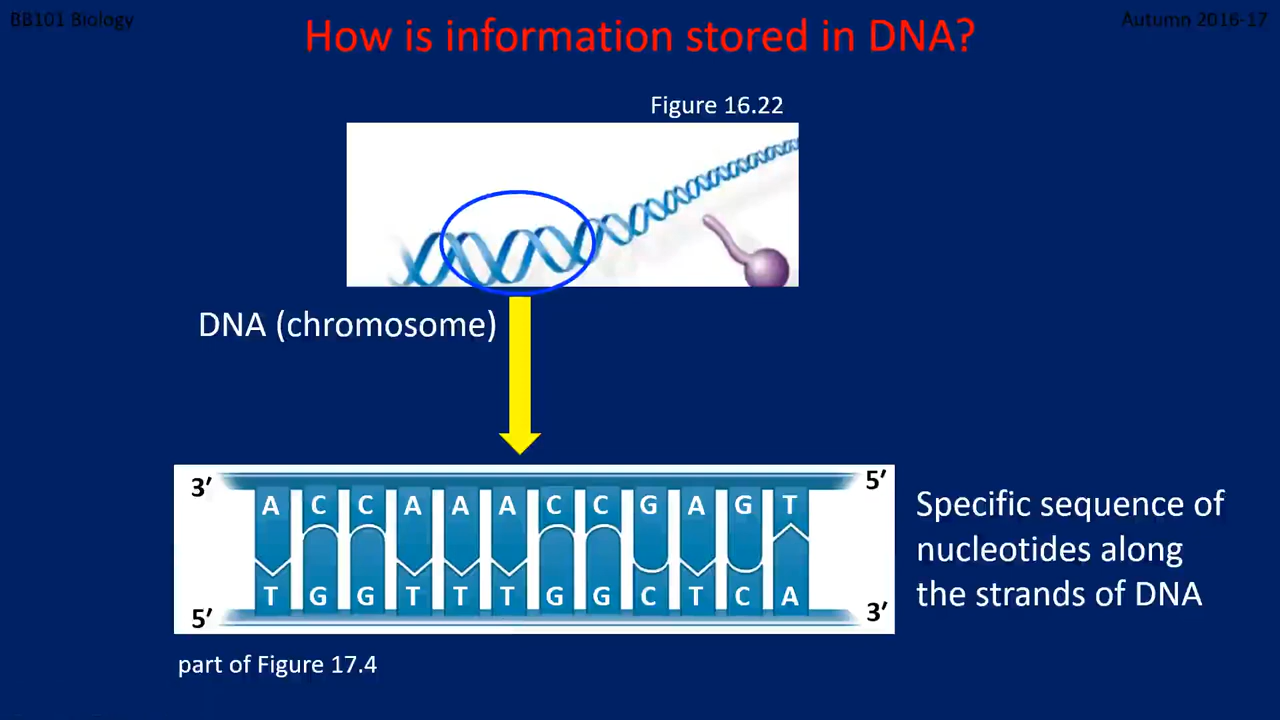 BB101 Biology
Autumn 2016-17
How is information stored in DNA?
Figure 16.22
DNA (chromosome)
3′ 5′
A C C A A A C C G A G T
T G G T T T G G C T C A
5′ 3′
Specific sequence of
nucleotides along
the strands of DNA
part of Figure 17.4